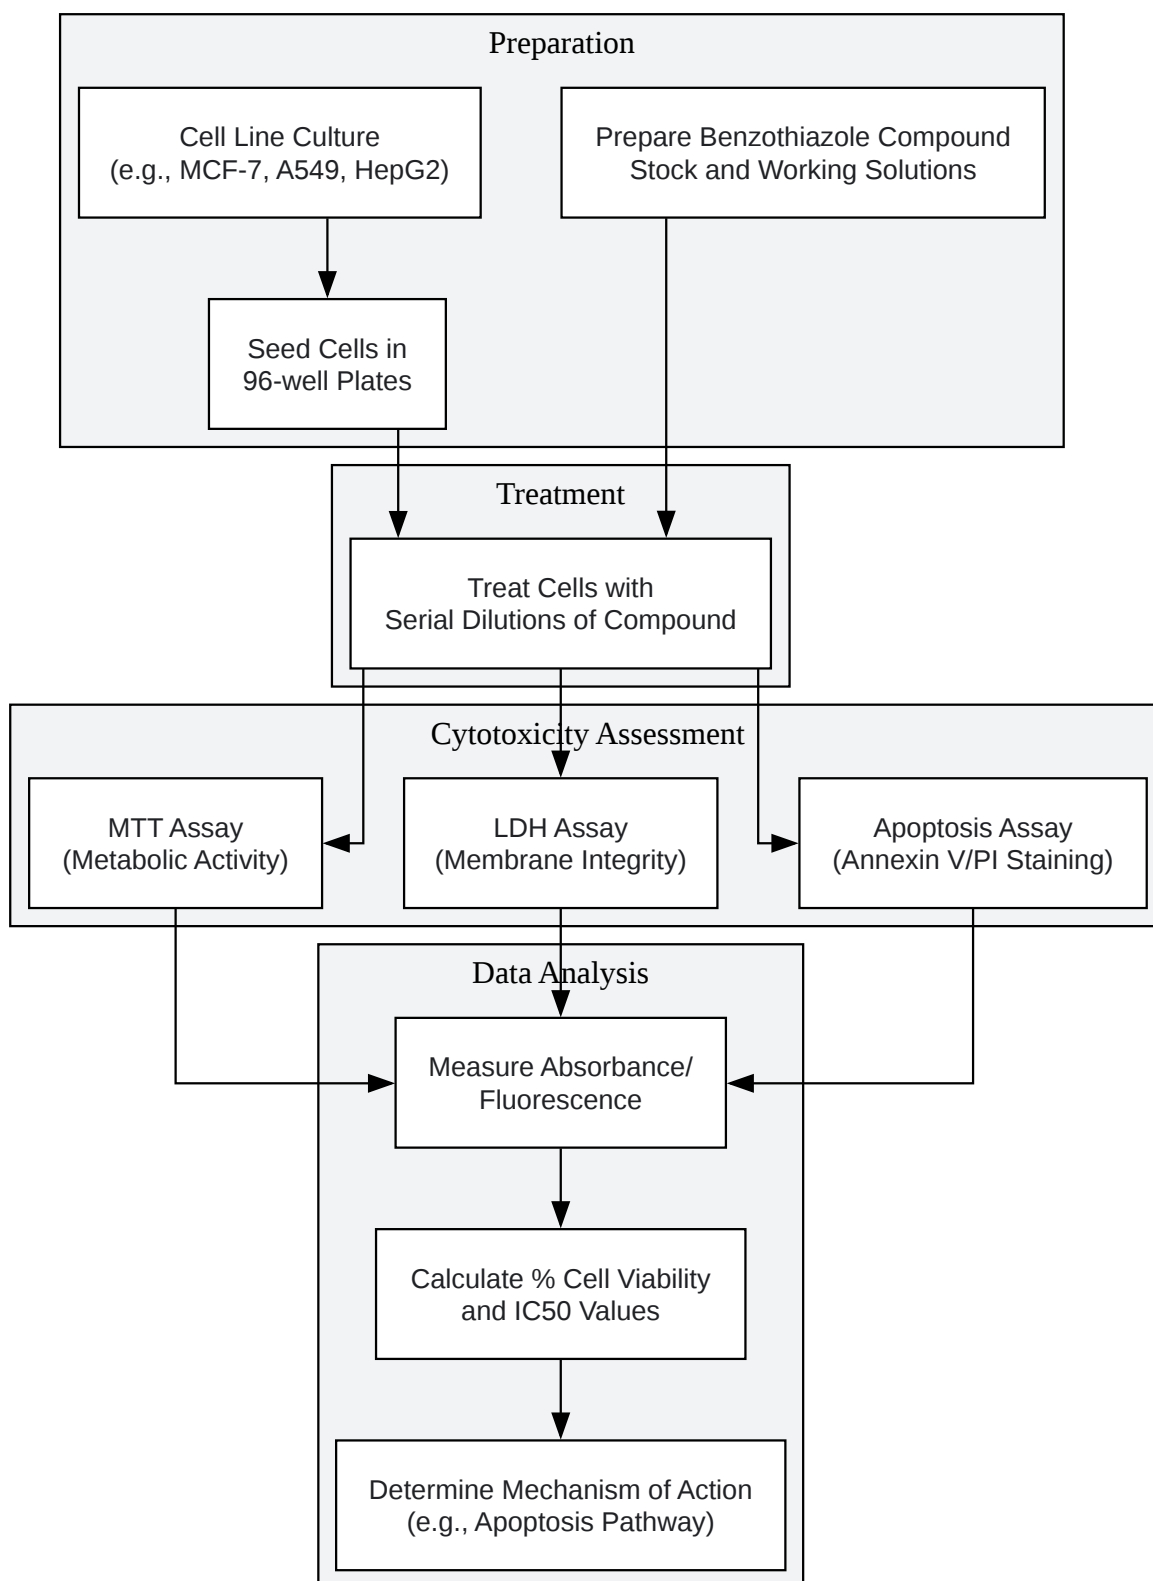 Preparation
Cell Line Culture
(e.g., MCF-7, A549, HepG2)
Prepare Benzothiazole Compound
Stock and Working Solutions
Seed Cells in
96-well Plates
Treatment
Treat Cells with
Serial Dilutions of Compound
Cytotoxicity Assessment
MTT Assay
(Metabolic Activity)
LDH Assay
(Membrane Integrity)
Apoptosis Assay
(Annexin V/PI Staining)
Data Analysis
Measure Absorbance/
Fluorescence
Calculate % Cell Viability
and IC50 Values
Determine Mechanism of Action
(e.g., Apoptosis Pathway)